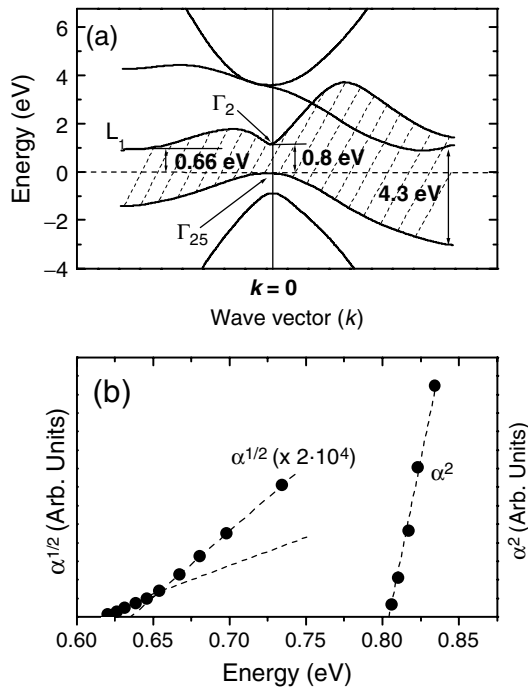 6
(a)
4
Γ2
2
L1
0.66 eV
0.8 eV
0
4.3 eV
−2
Γ25
−4
Energy (eV)
k = 0
Wave vector (k)
(b)
α1/2 (x 2·104)
α2
α1/2 (Arb. Units)
α2 (Arb. Units)
0.60 0.65 0.70 0.75 0.80 0.85
Energy (eV)